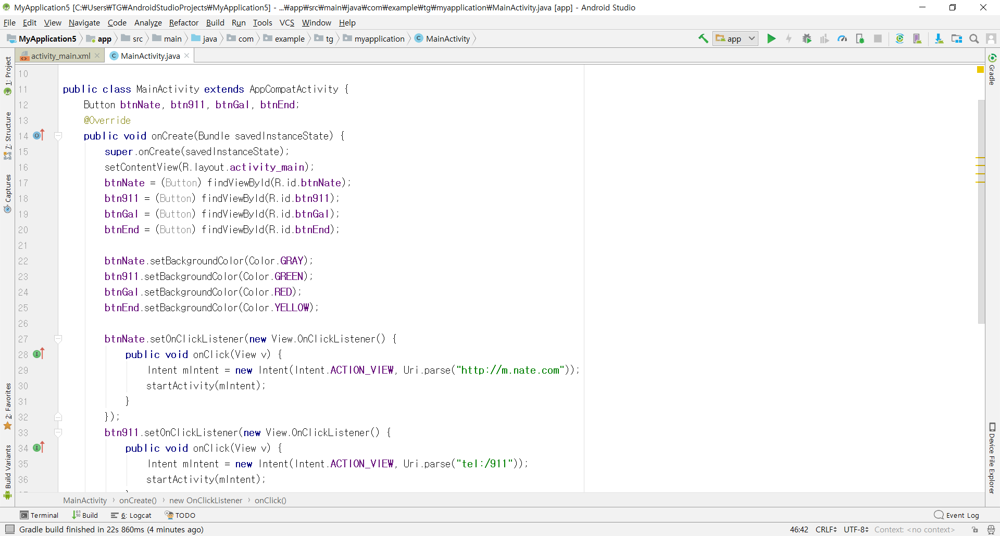 MyApplication5 [C:₩Users₩TG₩AndroidStudioProjects₩MyApplication5] - ...₩app₩src₩main₩java₩com₩example₩tg₩myapplication₩MainActivity.java [app] - Android Studio
File Edit View Navigate Code Analyze Refactor Build Run Tools VCS Window Help
MyApplication5 app src main java com example tg myapplication MainActivity app
activity_main.xml MainActivity.java
1: Project
7: Structure
Captures
2: Favorites
Build Variants
10
11 public class MainActivity extends AppCompatActivity {
12 Button btnNate, btn911, btnGal, btnEnd;
13 @Override
14 public void onCreate(Bundle savedInstanceState) {
15 super.onCreate(savedInstanceState);
16 setContentView(R.layout.activity_main);
17 btnNate = (Button) findViewById(R.id.btnNate);
18 btn911 = (Button) findViewById(R.id.btn911);
19 btnGal = (Button) findViewById(R.id.btnGal);
20 btnEnd = (Button) findViewById(R.id.btnEnd);
21
22 btnNate.setBackgroundColor(Color.GRAY);
23 btn911.setBackgroundColor(Color.GREEN);
24 btnGal.setBackgroundColor(Color.RED);
25 btnEnd.setBackgroundColor(Color.YELLOW);
26
27 btnNate.setOnClickListener(new View.OnClickListener() {
28 public void onClick(View v) {
29 Intent mIntent = new Intent(Intent.ACTION_VIEW, Uri.parse("http://m.nate.com"));
30 startActivity(mIntent);
31 }
32 });
33 btn911.setOnClickListener(new View.OnClickListener() {
34 public void onClick(View v) {
35 Intent mIntent = new Intent(Intent.ACTION_VIEW, Uri.parse("tel:/911"));
36 startActivity(mIntent);
Gradle
Device File Explorer
MainActivity › onCreate() › new OnClickListener › onClick()
Terminal Build 6: Logcat TODO Event Log
Gradle build finished in 22s 860ms (4 minutes ago) 46:42 CRLF UTF-8 Context: <no context>